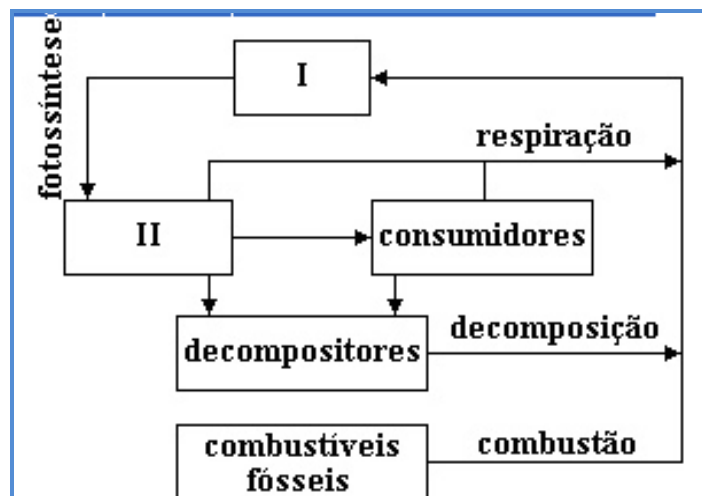 fotossíntese
I
respiração
II
consumidores
decompositores
decomposição
combustíveis
fósseis
combustão